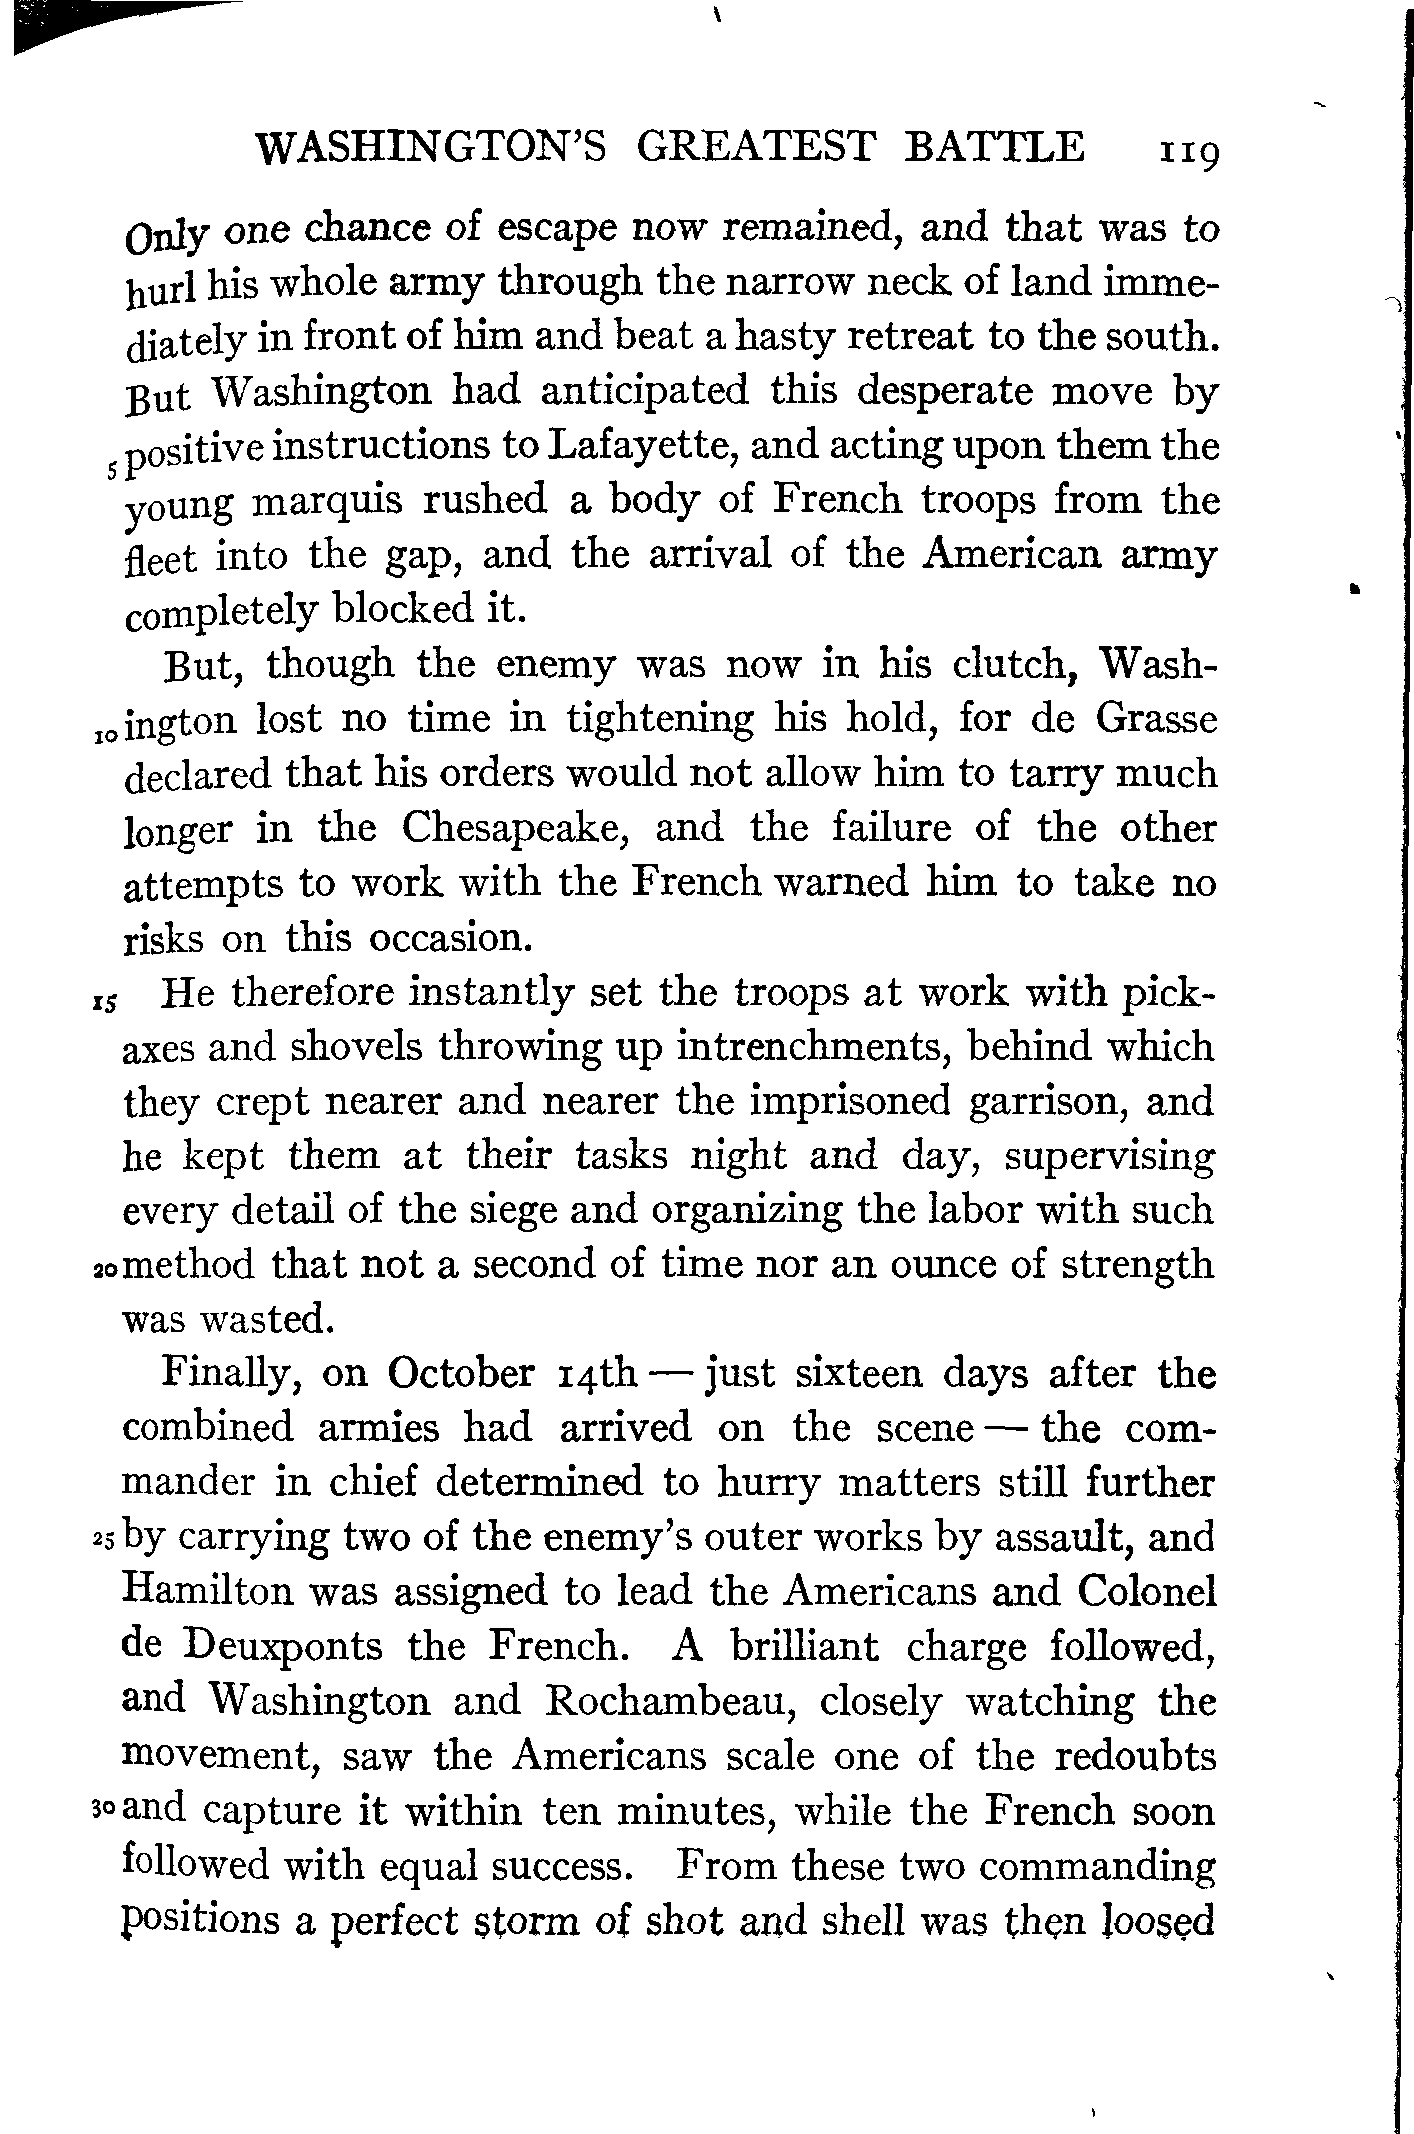 WASHINGTON'S GREATEST BATTLE 119
Only one chance of escape now remained, and that was to
hurl his whole army through the narrow neck of land imme-
diately in front of him and beat a hasty retreat to the south.
But Washington had anticipated this desperate move by
5 positive instructions to Lafayette, and acting upon them the
young marquis rushed a body of French troops from the
fleet into the gap, and the arrival of the American army
completely blocked it.
But, though the enemy was now in his clutch, Wash-
10 ington lost no time in tightening his hold, for de Grasse
declared that his orders would not allow him to tarry much
longer in the Chesapeake, and the failure of the other
attempts to work with the French warned him to take no
risks on this occasion.
15 He therefore instantly set the troops at work with pick-
axes and shovels throwing up intrenchments, behind which
they crept nearer and nearer the imprisoned garrison, and
he kept them at their tasks night and day, supervising
every detail of the siege and organizing the labor with such
20 method that not a second of time nor an ounce of strength
was wasted.
Finally, on October 14th — just sixteen days after the
combined armies had arrived on the scene — the com-
mander in chief determined to hurry matters still further
25 by carrying two of the enemy's outer works by assault, and
Hamilton was assigned to lead the Americans and Colonel
de Deuxponts the French. A brilliant charge followed,
and Washington and Rochambeau, closely watching the
movement, saw the Americans scale one of the redoubts
30 and capture it within ten minutes, while the French soon
followed with equal success. From these two commanding
positions a perfect storm of shot and shell was then loosed